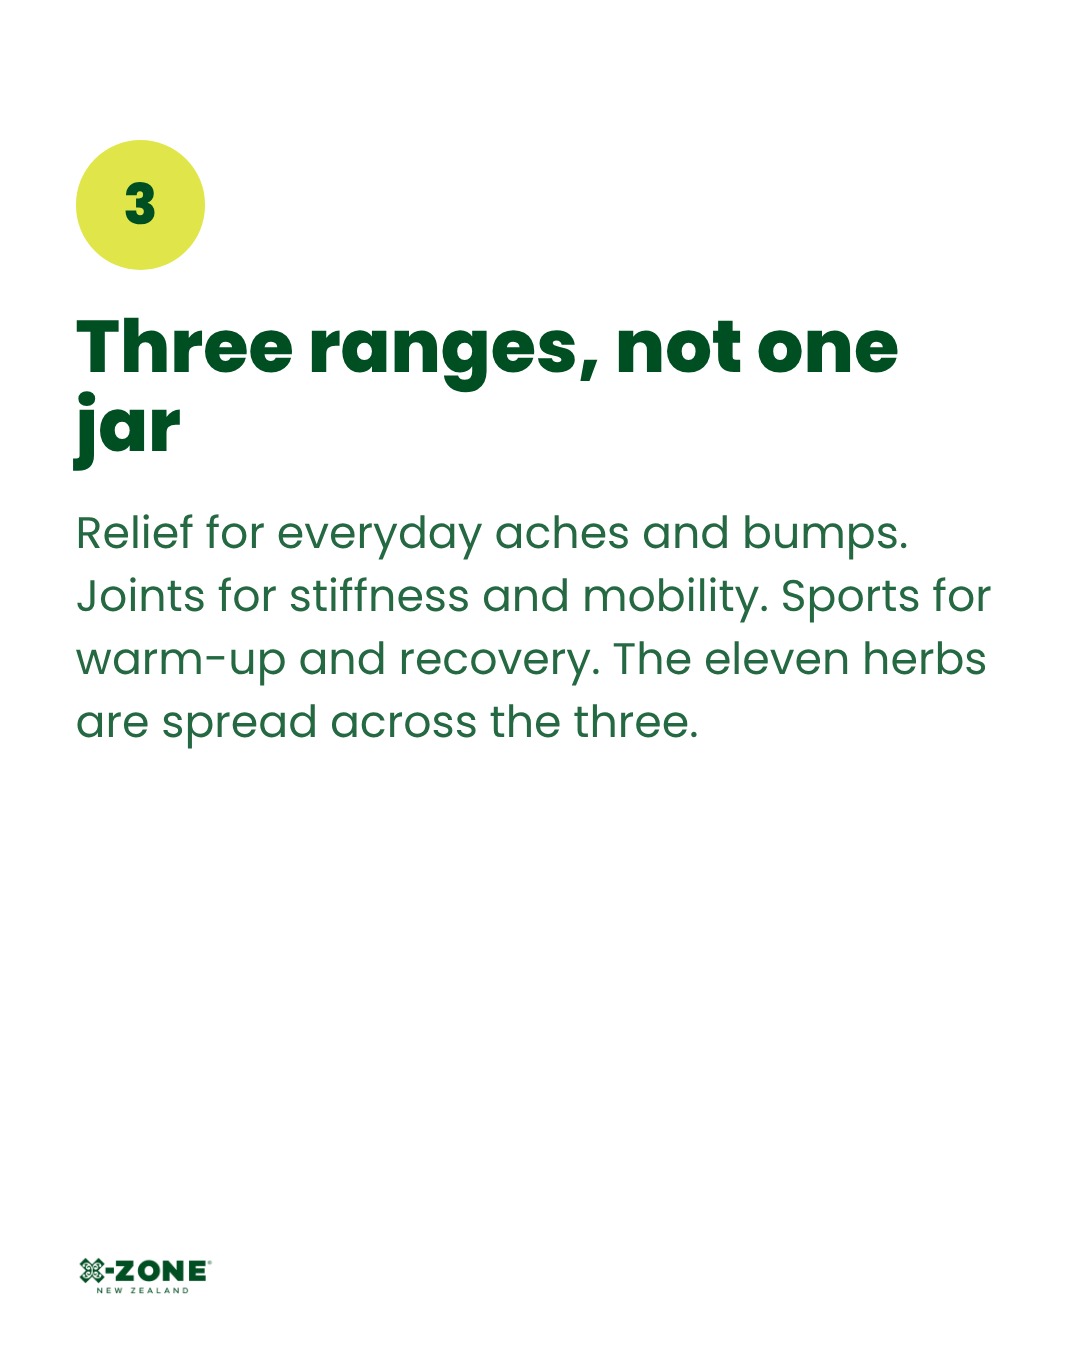 3
Three ranges, not one
jar
Relief for everyday aches and bumps.
Joints for stiffness and mobility. Sports for
warm-up and recovery. The eleven herbs
are spread across the three.
X-ZONE®
NEW ZEALAND